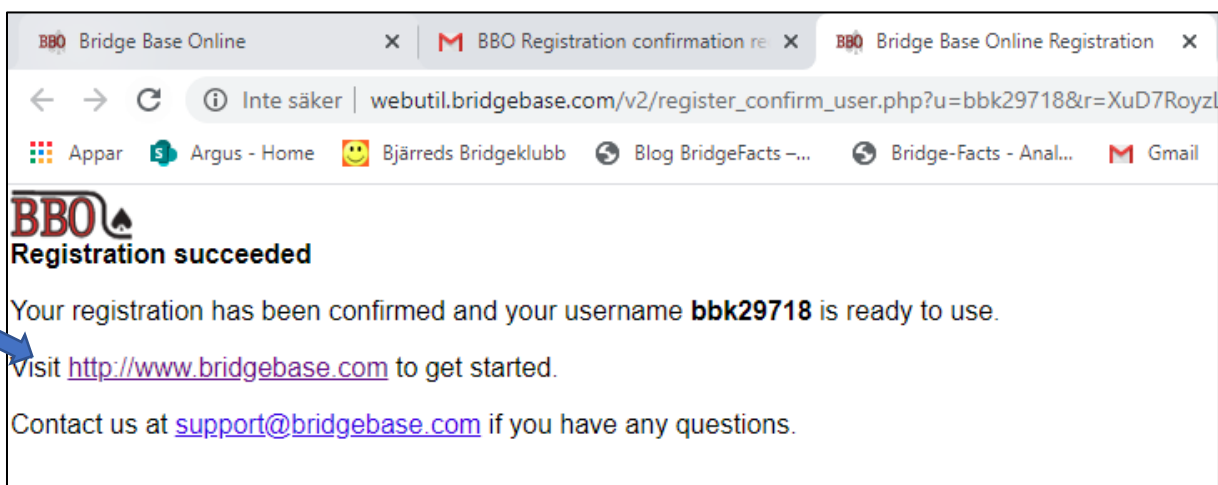 BBO Bridge Base Online
BBO Registration confirmation re
BBO Bridge Base Online Registration
Inte säker | webutil.bridgebase.com/v2/register_confirm_user.php?u=bbk29718&r=XuD7Royzl
Appar Argus - Home Bjärreds Bridgeklubb Blog BridgeFacts –... Bridge-Facts - Anal... Gmail
BBO
Registration succeeded
Your registration has been confirmed and your username bbk29718 is ready to use.
Visit http://www.bridgebase.com to get started.
Contact us at support@bridgebase.com if you have any questions.